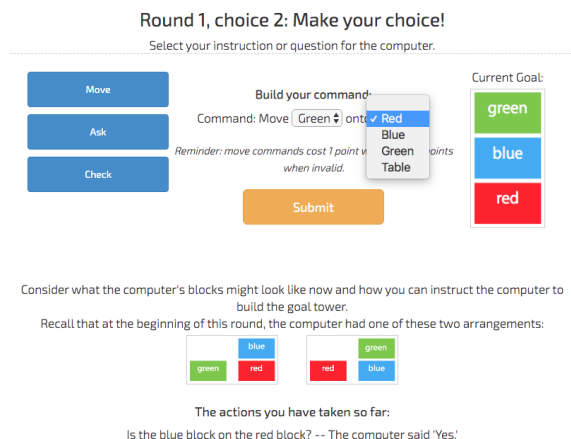 Round 1, choice 2: Make your choice!
Select your instruction or question for the computer.
Move
Ask
Check
Build your command:
Command: Move Green onto
✓ Red
Blue
Green
Table
Reminder: move commands cost 1 point
points
when invalid.
Submit
Current Goal:
green
blue
red
Consider what the computer's blocks might look like now and how you can instruct the computer to
build the goal tower.
Recall that at the beginning of this round, the computer had one of these two arrangements:
blue
green red
green
red blue
The actions you have taken so far:
Is the blue block on the red block? -- The computer said 'Yes.'